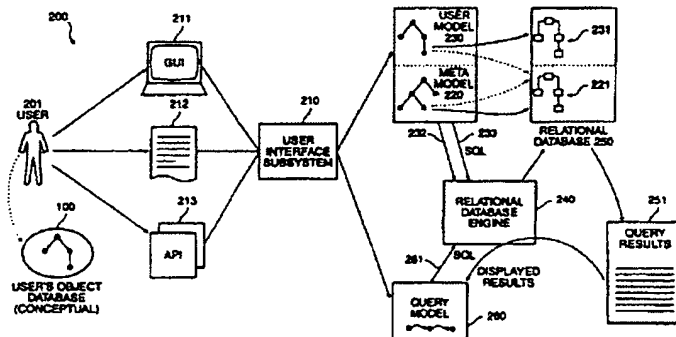 200
211
GUI
201
USER
212
213
API
100
USER'S OBJECT
DATABASE
(CONCEPTUAL)
210
USER
INTERFACE
SUBSYSTEM
USER
MODEL
230
META
MODEL
220
231
221
RELATIONAL
DATABASE 250
232
233
SQL
RELATIONAL
DATABASE
ENGINE
240
251
QUERY
RESULTS
261
SQL
DISPLAYED
RESULTS
QUERY
MODEL
260